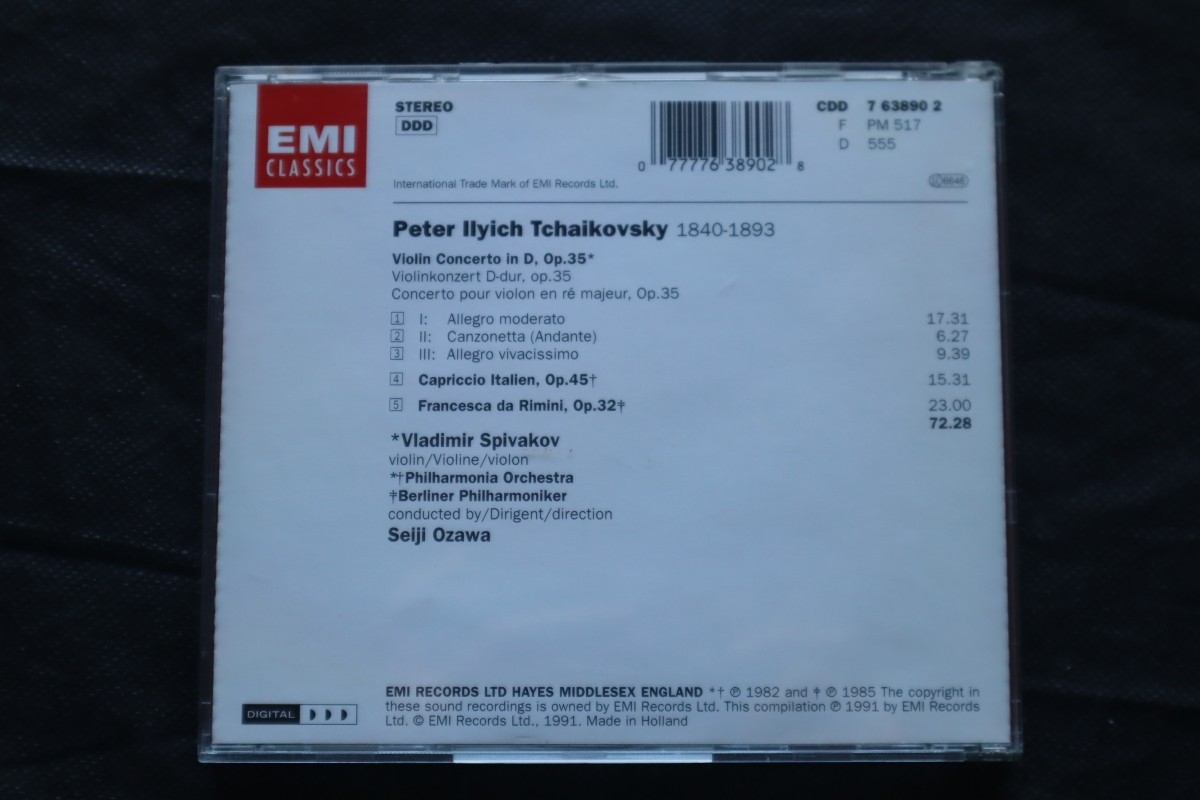 EMI
CLASSICS
STEREO
DDD
International Trade Mark of EMI Records Ltd.
0 77776 38902 8
CDD 7 63890 2
F PM 517
D 555
Peter Ilyich Tchaikovsky 1840-1893
Violin Concerto in D, Op.35*
Violinkonzert D-dur, op.35
Concerto pour violon en ré majeur, Op.35
1 I: Allegro moderato 17.31
2 II: Canzonetta (Andante) 6.27
3 III: Allegro vivacissimo 9.39
4 Capriccio Italien, Op.45† 15.31
5 Francesca da Rimini, Op.32‡ 23.00
72.28
*Vladimir Spivakov
violin/Violine/violon
*†Philharmonia Orchestra
‡Berliner Philharmoniker
conducted by/Dirigent/direction
Seiji Ozawa
EMI RECORDS LTD HAYES MIDDLESEX ENGLAND *† ℗ 1982 and ‡ ℗ 1985 The copyright in
these sound recordings is owned by EMI Records Ltd. This compilation ℗ 1991 by EMI Records
Ltd. © EMI Records Ltd., 1991. Made in Holland
DIGITAL